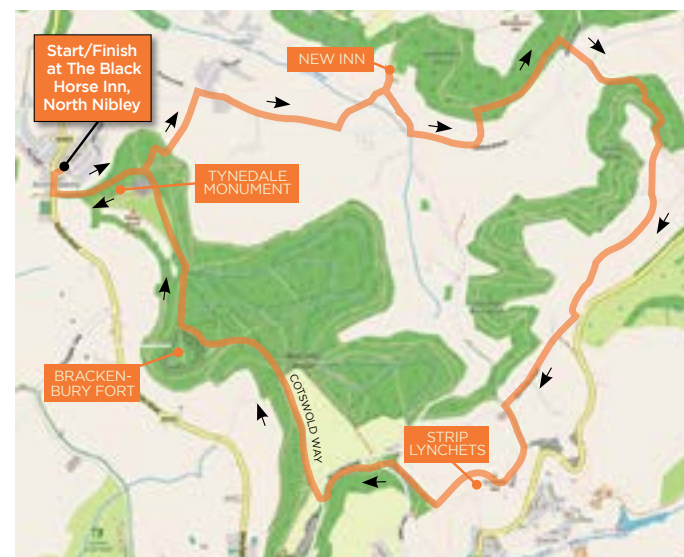 Start/Finish
at The Black
Horse Inn,
North Nibley
NEW INN
TYNEDALE
MONUMENT
BRACKEN-
BURY FORT
COTSWOLD WAY
STRIP
LYNCHETS